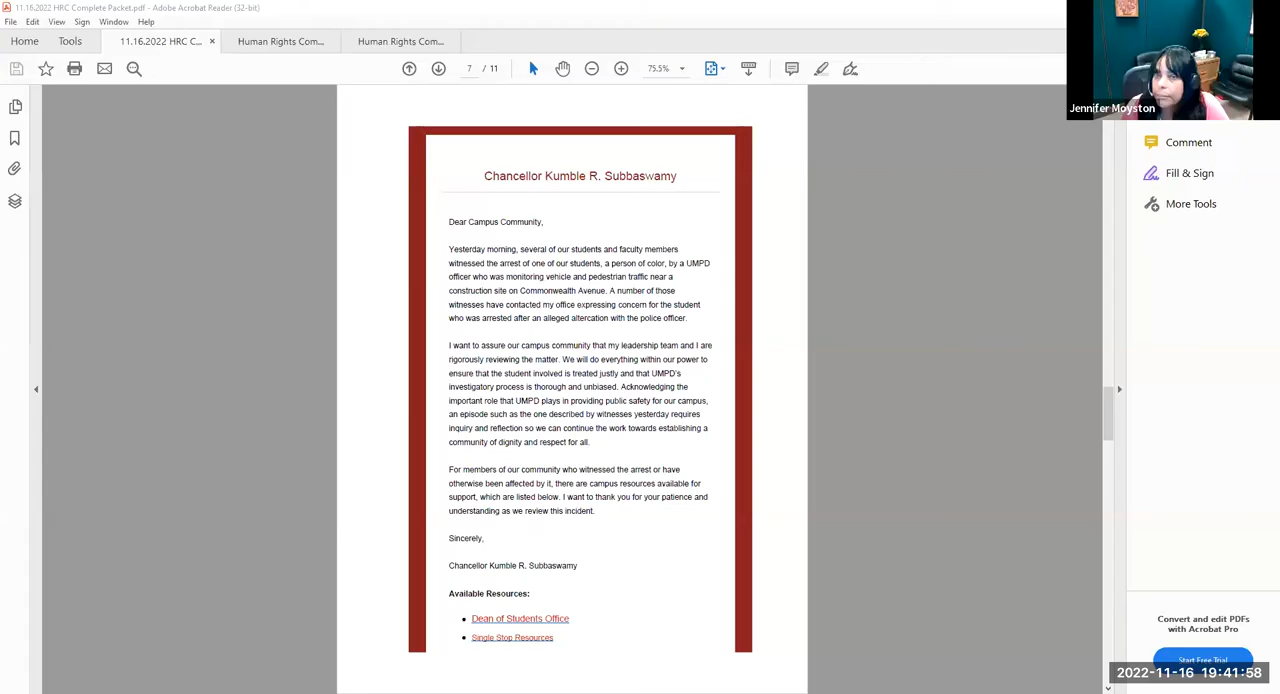 11.16.2022 HRC Complete Packet.pdf - Adobe Acrobat Reader (32-bit)
File Edit View Sign Window Help
Home Tools 11.16.2022 HRC C... × Human Rights Com... Human Rights Com...
7 / 11 75.5%
Jennifer Moyston
Comment
Fill & Sign
More Tools
Chancellor Kumble R. Subbaswamy
Dear Campus Community,
Yesterday morning, several of our students and faculty members
witnessed the arrest of one of our students, a person of color, by a UMPD
officer who was monitoring vehicle and pedestrian traffic near a
construction site on Commonwealth Avenue. A number of those
witnesses have contacted my office expressing concern for the student
who was arrested after an alleged altercation with the police officer.
I want to assure our campus community that my leadership team and I are
rigorously reviewing the matter. We will do everything within our power to
ensure that the student involved is treated justly and that UMPD's
investigatory process is thorough and unbiased. Acknowledging the
important role that UMPD plays in providing public safety for our campus,
an episode such as the one described by witnesses yesterday requires
inquiry and reflection so we can continue the work towards establishing a
community of dignity and respect for all.
For members of our community who witnessed the arrest or have
otherwise been affected by it, there are campus resources available for
support, which are listed below. I want to thank you for your patience and
understanding as we review this incident.
Sincerely,
Chancellor Kumble R. Subbaswamy
Available Resources:
• Dean of Students Office
• Single Stop Resources
Convert and edit PDFs
with Acrobat Pro
Start Free Trial
2022-11-16 19:41:58